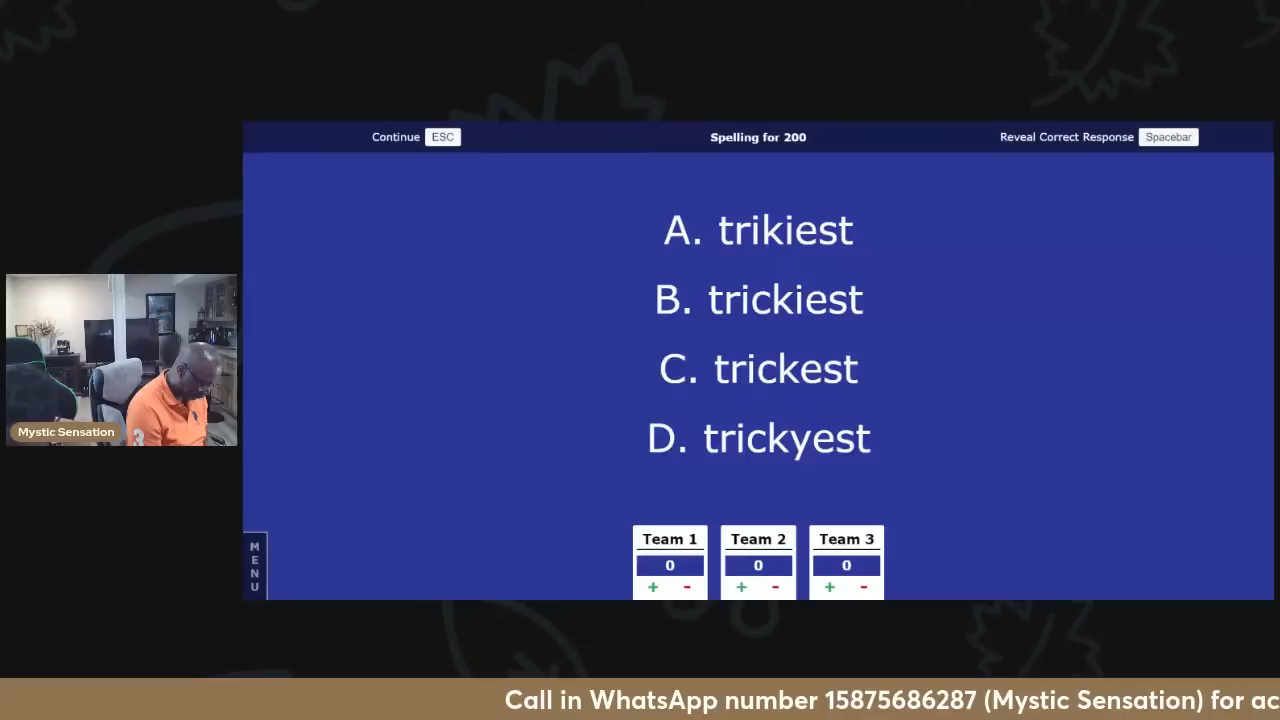 Continue ESC
Spelling for 200
Reveal Correct Response Spacebar
A. trikiest
B. trickiest
C. trickest
D. trickyest
Mystic Sensation
3
MENU
Team 1 Team 2 Team 3
0 0 0
+ - + - + -
Call in WhatsApp number 15875686287 (Mystic Sensation) for ac